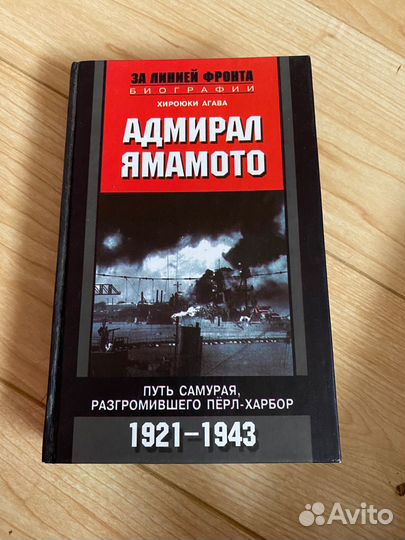 ЗА ЛИНИЕЙ ФРОНТА
БИОГРАФИИ
ХИРОЮКИ АГАВА
АДМИРАЛ
ЯМАМОТО
ПУТЬ САМУРАЯ,
РАЗГРОМИВШЕГО ПЁРЛ-ХАРБОР
1921–1943
Avito